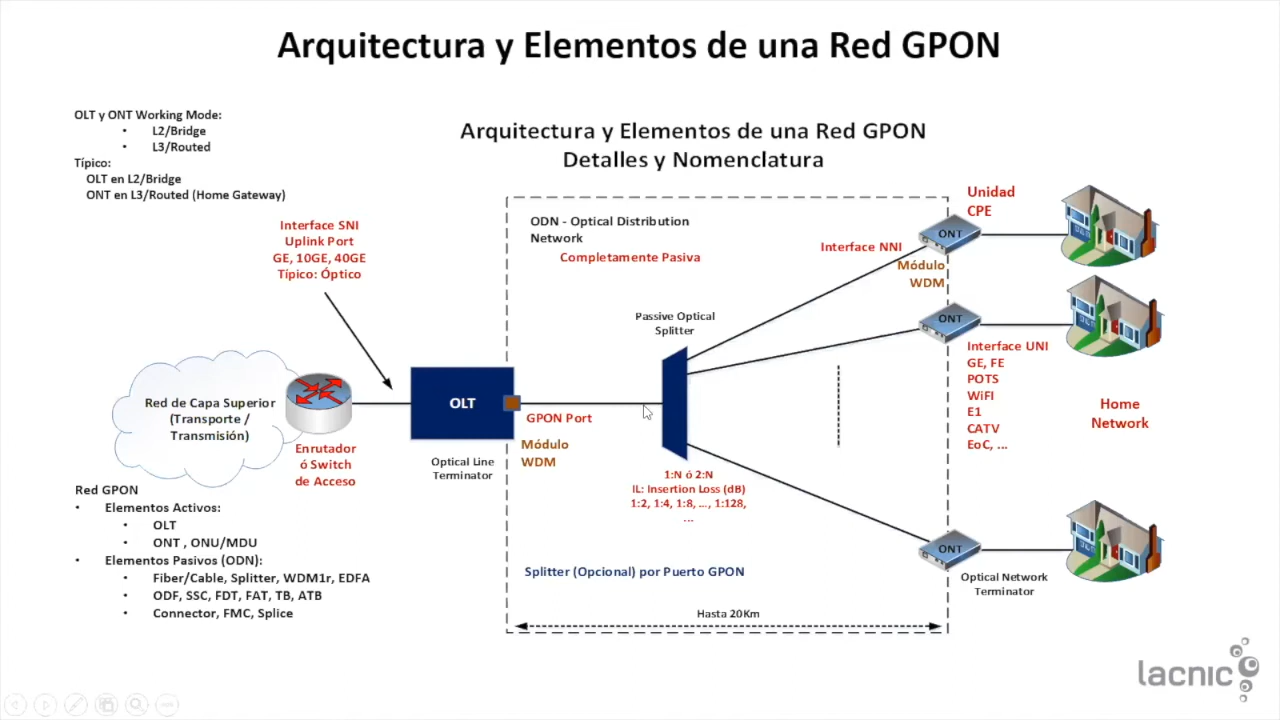 Arquitectura y Elementos de una Red GPON
OLT y ONT Working Mode:
• L2/Bridge
• L3/Routed
Típico:
OLT en L2/Bridge
ONT en L3/Routed (Home Gateway)
Arquitectura y Elementos de una Red GPON
Detalles y Nomenclatura
Interface SNI
Uplink Port
GE, 10GE, 40GE
Típico: Óptico
ODN - Optical Distribution
Network
Completamente Pasiva
Unidad
CPE
ONT
Interface NNI
Módulo
WDM
Passive Optical
Splitter
ONT
Interface UNI
GE, FE
POTS
WiFI
E1
CATV
EoC, ...
Home
Network
Red de Capa Superior
(Transporte /
Transmisión)
Enrutador
ó Switch
de Acceso
OLT
GPON Port
Módulo
WDM
Optical Line
Terminator
1:N ó 2:N
IL: Insertion Loss (dB)
1:2, 1:4, 1:8, ..., 1:128,
...
ONT
Optical Network
Terminator
Splitter (Opcional) por Puerto GPON
Hasta 20Km
Red GPON
• Elementos Activos:
• OLT
• ONT , ONU/MDU
• Elementos Pasivos (ODN):
• Fiber/Cable, Splitter, WDM1r, EDFA
• ODF, SSC, FDT, FAT, TB, ATB
• Connector, FMC, Splice
lacnic